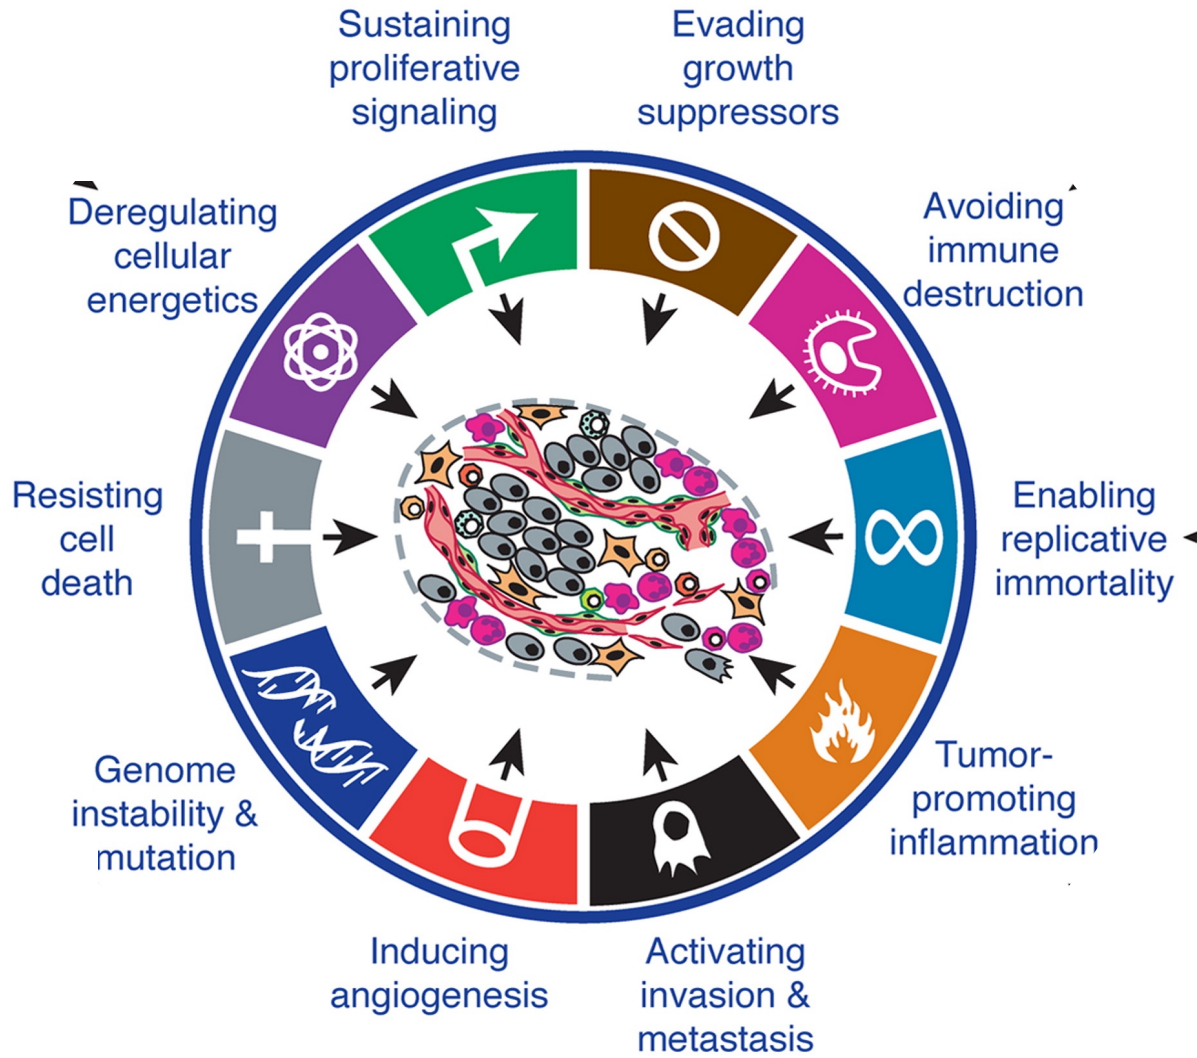 Sustaining
proliferative
signaling
Evading
growth
suppressors
Deregulating
cellular
energetics
Avoiding
immune
destruction
Resisting
cell
death
Enabling
replicative
immortality
Genome
instability &
mutation
Tumor-
promoting
inflammation
Inducing
angiogenesis
Activating
invasion &
metastasis